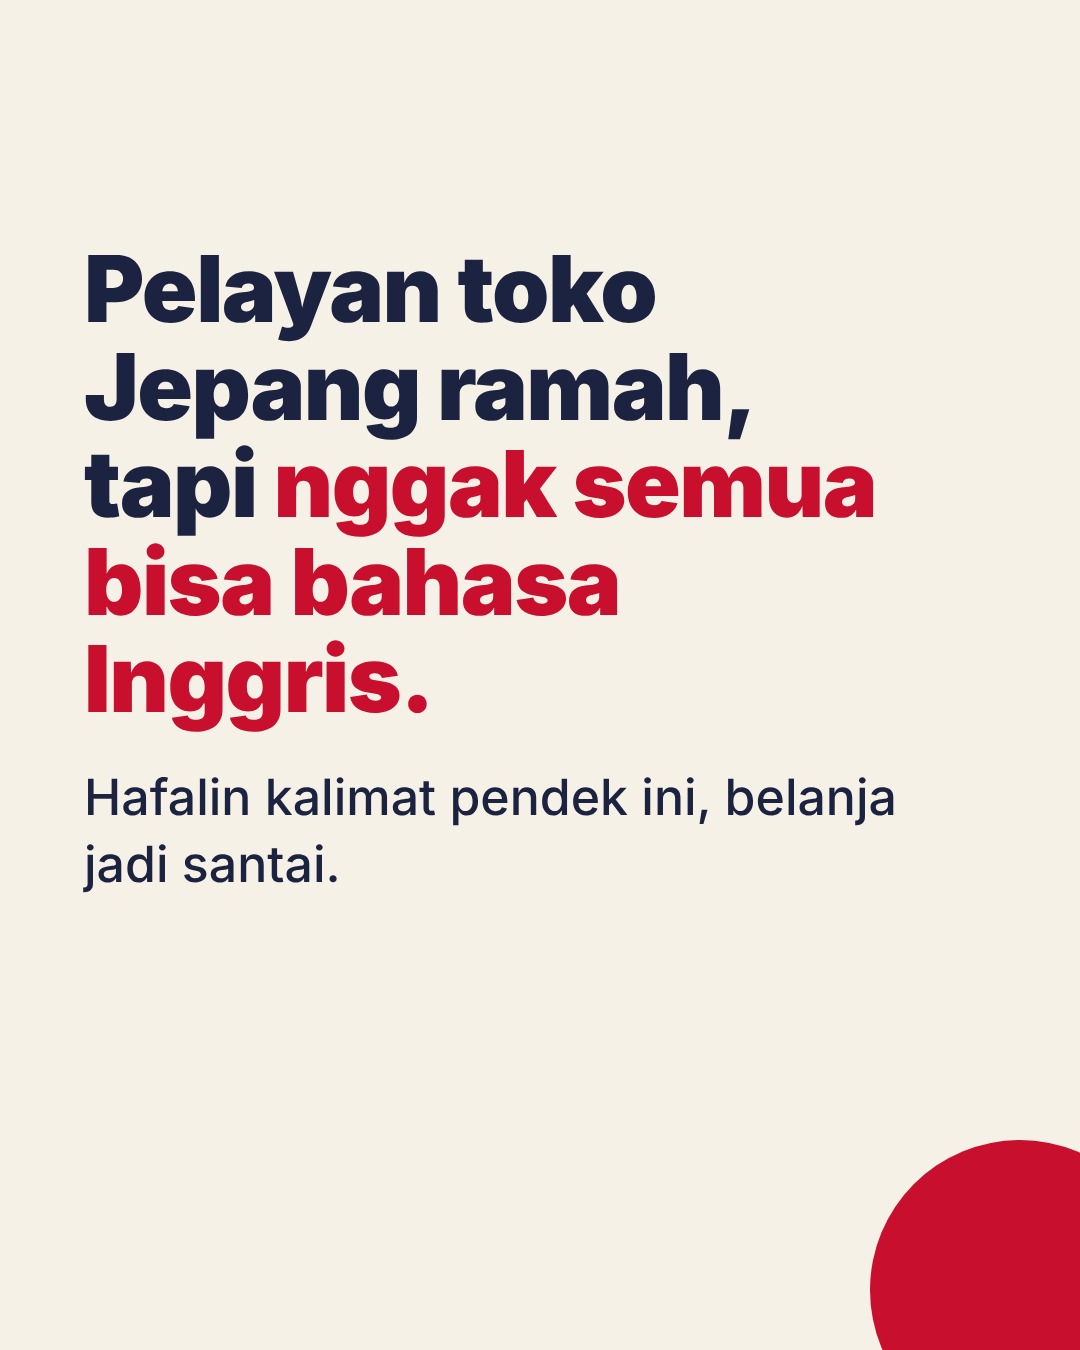 Pelayan toko
Jepang ramah,
tapi nggak semua
bisa bahasa
Inggris.
Hafalin kalimat pendek ini, belanja
jadi santai.